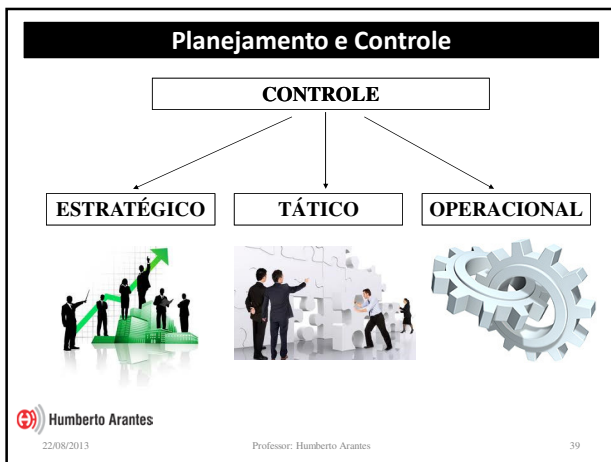 Planejamento e Controle
CONTROLE
ESTRATÉGICO
TÁTICO
OPERACIONAL
Humberto Arantes
22/08/2013
Professor: Humberto Arantes
39